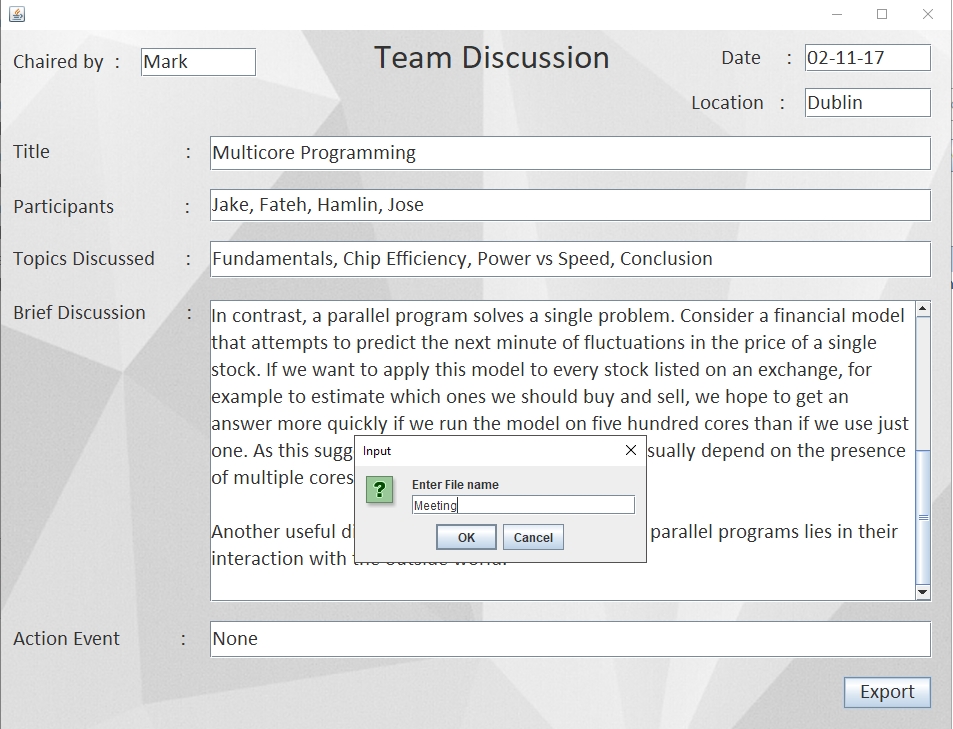 Chaired by : Mark
Team Discussion
Date : 02-11-17
Location : Dublin
Title : Multicore Programming
Participants : Jake, Fateh, Hamlin, Jose
Topics Discussed : Fundamentals, Chip Efficiency, Power vs Speed, Conclusion
Brief Discussion :
In contrast, a parallel program solves a single problem. Consider a financial model
that attempts to predict the next minute of fluctuations in the price of a single
stock. If we want to apply this model to every stock listed on an exchange, for
example to estimate which ones we should buy and sell, we hope to get an
answer more quickly if we run the model on five hundred cores than if we use just
one. As this sugg sually depend on the presence
of multiple cores
Another useful di parallel programs lies in their
interaction with the outside world.
Input
Enter File name
Meeting
OK Cancel
Action Event : None
Export